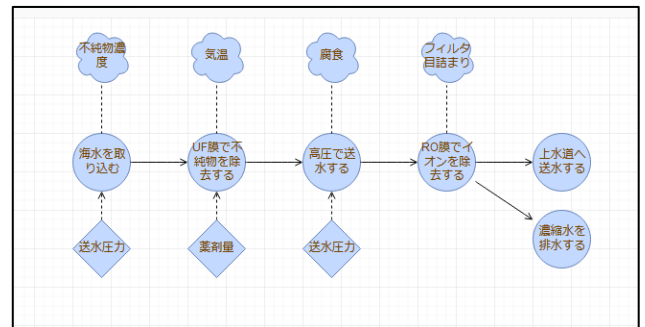 不純物濃
度
気温
腐食
フィルタ
目詰まり
海水を取
り込む
UF膜で不
純物を除
去する
高圧で送
水する
RO膜でイ
オンを除
去する
上水道へ
送水する
濃縮水を
排水する
送水圧力
薬剤量
送水圧力